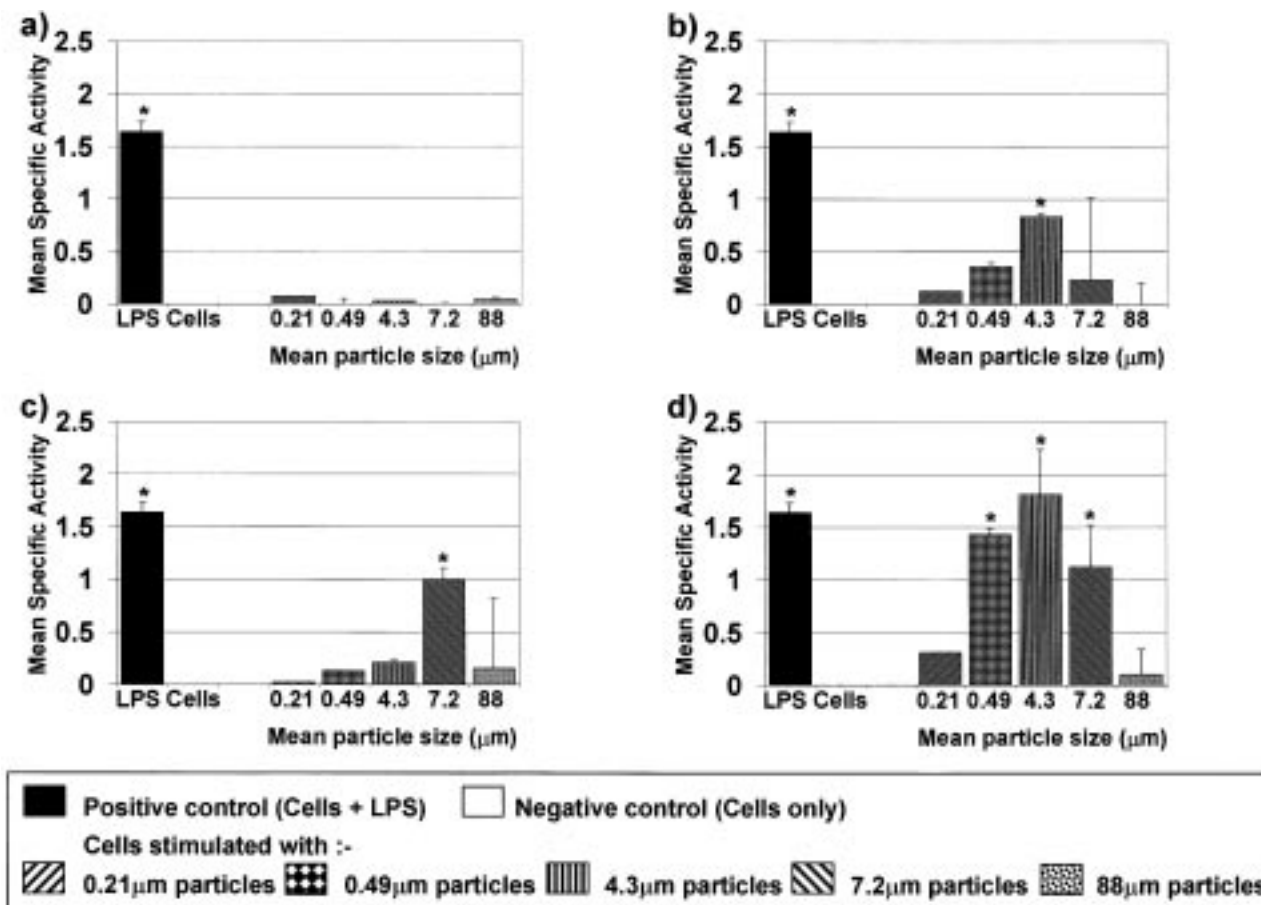 a)
Mean Specific Activity
2.5
2
1.5
1
0.5
0
*
LPS Cells 0.21 0.49 4.3 7.2 88
Mean particle size (μm)
b)
Mean Specific Activity
2.5
2
1.5
1
0.5
0
*
*
LPS Cells 0.21 0.49 4.3 7.2 88
Mean particle size (μm)
c)
Mean Specific Activity
2.5
2
1.5
1
0.5
0
*
*
LPS Cells 0.21 0.49 4.3 7.2 88
Mean particle size (μm)
d)
Mean Specific Activity
2.5
2
1.5
1
0.5
0
*
*
*
*
LPS Cells 0.21 0.49 4.3 7.2 88
Mean particle size (μm)
Positive control (Cells + LPS) Negative control (Cells only)
Cells stimulated with :-
0.21μm particles 0.49μm particles 4.3μm particles 7.2μm particles 88μm particles